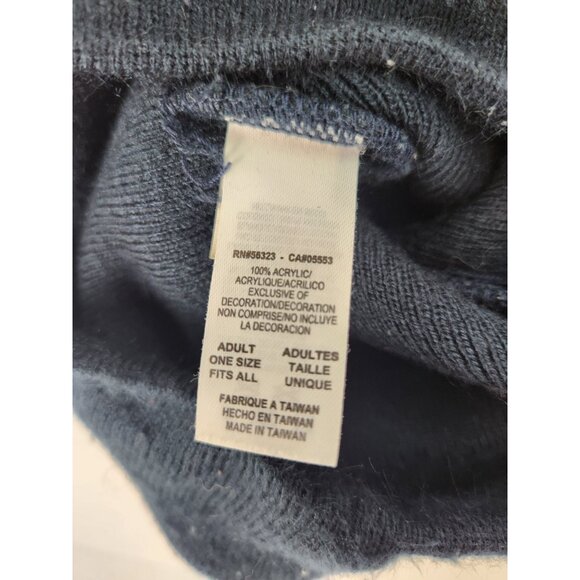 RN#56323 - CA#05553
100% ACRYLIC/
ACRYLIQUE/ACRILICO
EXCLUSIVE OF
DECORATION/DECORATION
NON COMPRISE/NO INCLUYE
LA DECORACION
ADULT
ONE SIZE
FITS ALL
ADULTES
TAILLE
UNIQUE
FABRIQUE A TAIWAN
HECHO EN TAIWAN
MADE IN TAIWAN